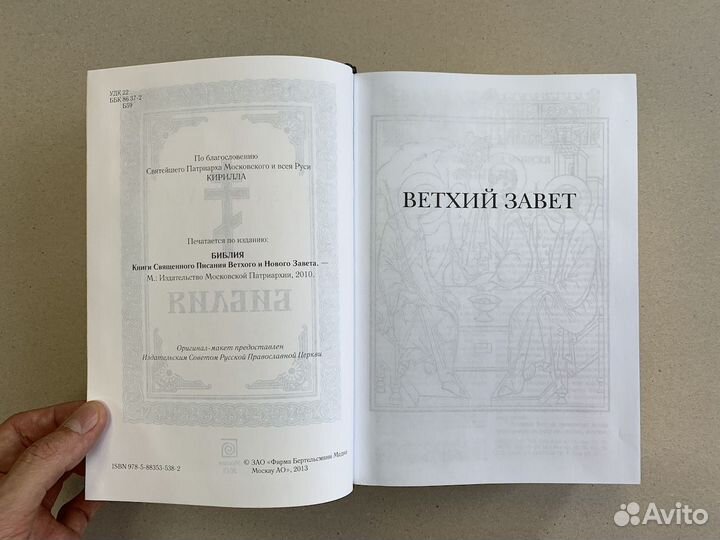 УДК 22
ББК 86 37-2
Б59
По благословению
Святейшего Патриарха Московского и всея Руси
КИРИЛЛА
Печатается по изданию:
БИБЛИЯ
Книги Священного Писания Ветхого и Нового Завета. —
М.: Издательство Московской Патриархии, 2010.
БИБЛИЯ
Оригинал-макет предоставлен
Издательским Советом Русской Православной Церкви
© ЗАО «Фирма Бертельсманн Медиа
Москау АО», 2013
ISBN 978-5-88353-538-2
ВЕТХИЙ ЗАВЕТ
Avito